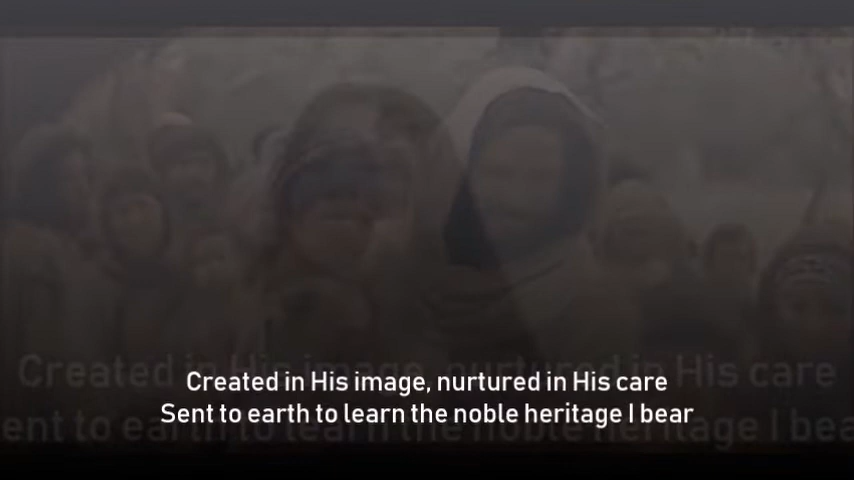 Created in His image, nurtured in His care
Sent to earth to learn the noble heritage I bear